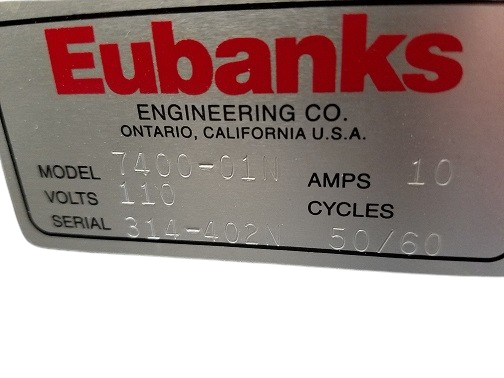 Eubanks
ENGINEERING CO.
ONTARIO, CALIFORNIA U.S.A.
MODEL 7400-01N AMPS 10
VOLTS 110 CYCLES
SERIAL 314-402N 50/60